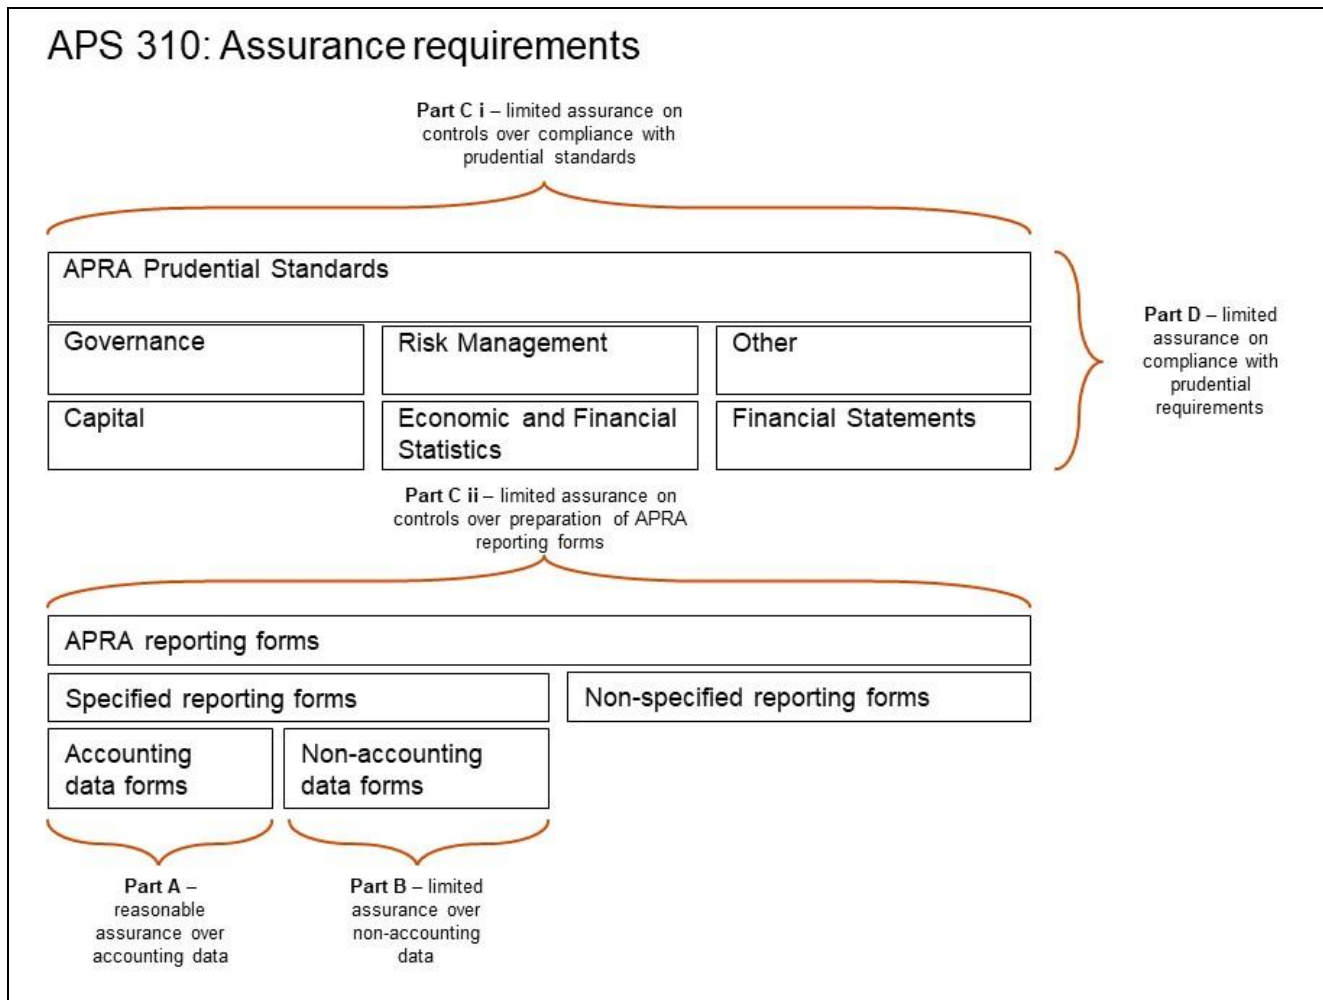 APS 310: Assurance requirements
Part C i – limited assurance on
controls over compliance with
prudential standards
APRA Prudential Standards
Governance
Risk Management
Other
Capital
Economic and Financial
Statistics
Financial Statements
Part D – limited
assurance on
compliance with
prudential
requirements
Part C ii – limited assurance on
controls over preparation of APRA
reporting forms
APRA reporting forms
Specified reporting forms
Non-specified reporting forms
Accounting
data forms
Non-accounting
data forms
Part A –
reasonable
assurance over
accounting data
Part B – limited
assurance over
non-accounting
data